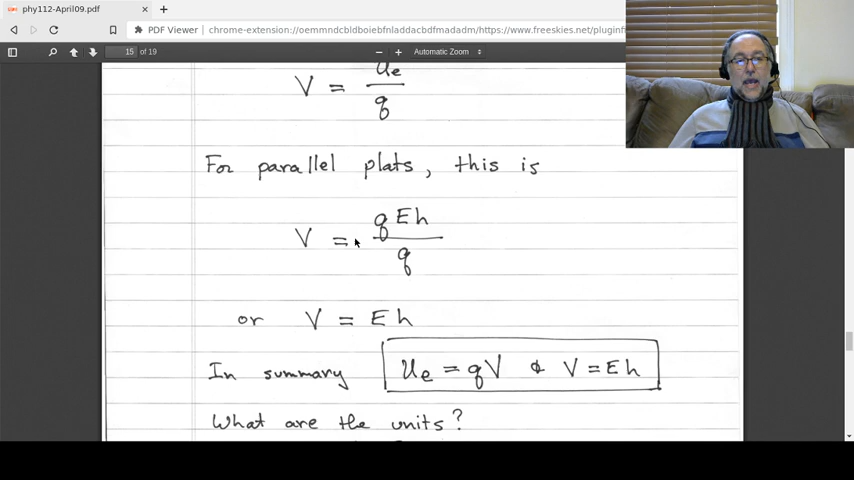 phy112-April09.pdf
PDF Viewer | chrome-extension://oemmndcbldboiebfnladdacbdfmadadm/https://www.freeskies.net/pluginfi
15 of 19 Automatic Zoom
V = Ue / q
For parallel plats, this is
V = qEh / q
or V = Eh
In summary Ue = qV & V = Eh
What are the units?